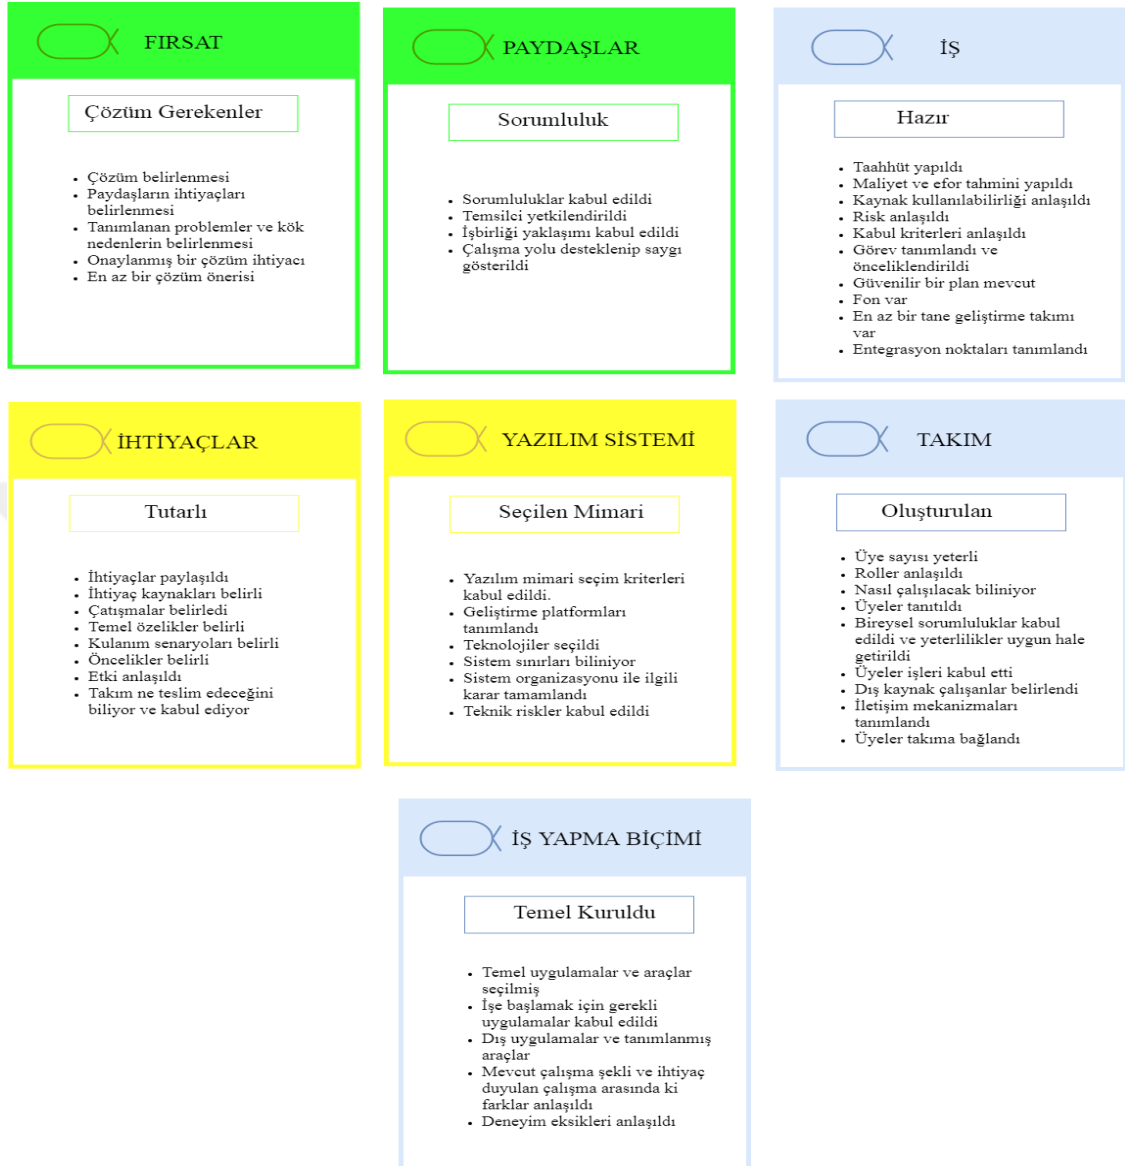 FIRSAT
Çözüm Gerekenler
Çözüm belirlenmesi
Paydaşların ihtiyaçları
belirlenmesi
Tanımlanan problemler ve kök
nedenlerin belirlenmesi
Onaylanmış bir çözüm ihtiyacı
En az bir çözüm önerisi
PAYDAŞLAR
Sorumluluk
Sorumluluklar kabul edildi
Temsilci yetkilendirildi
İşbirliği yaklaşımı kabul edildi
Çalışma yolu desteklenip saygı
gösterildi
İŞ
Hazır
Taahhüt yapıldı
Maliyet ve efor tahmini yapıldı
Kaynak kullanılabilirliği anlaşıldı
Risk anlaşıldı
Kabul kriterleri anlaşıldı
Görev tanımlandı ve
önceliklendirildi
Güvenilir bir plan mevcut
Fon var
En az bir tane geliştirme takımı
var
Entegrasyon noktaları tanımlandı
İHTİYAÇLAR
Tutarlı
İhtiyaçlar paylaşıldı
İhtiyaç kaynakları belirli
Çatışmalar belirledi
Temel özelikler belirli
Kulanım senaryoları belirli
Öncelikler belirli
Etki anlaşıldı
Takım ne teslim edeceğini
biliyor ve kabul ediyor
YAZILIM SİSTEMİ
Seçilen Mimari
Yazılım mimari seçim kriterleri
kabul edildi.
Geliştirme platformları
tanımlandı
Teknolojiler seçildi
Sistem sınırları biliniyor
Sistem organizasyonu ile ilgili
karar tamamlandı
Teknik riskler kabul edildi
TAKIM
Oluşturulan
Üye sayısı yeterli
Roller anlaşıldı
Nasıl çalışılacak biliniyor
Üyeler tanıtıldı
Bireysel sorumluluklar kabul
edildi ve yeterlilikler uygun hale
getirildi
Üyeler işleri kabul etti
Dış kaynak çalışanlar belirlendi
İletişim mekanizmaları
tanımlandı
Üyeler takıma bağlandı
İŞ YAPMA BİÇİMİ
Temel Kuruldu
Temel uygulamalar ve araçlar
seçilmiş
İşe başlamak için gerekli
uygulamalar kabul edildi
Dış uygulamalar ve tanımlanmış
araçlar
Mevcut çalışma şekli ve ihtiyaç
duyulan çalışma arasında ki
farklar anlaşıldı
Deneyim eksikleri anlaşıldı